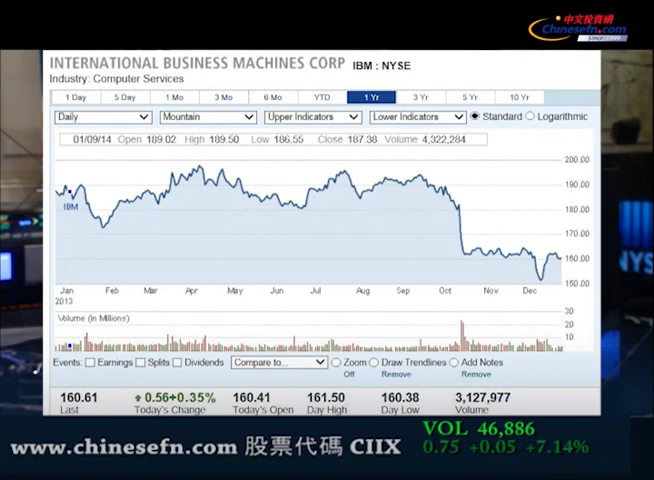 中文投資網
Chinesefn.com
INTERNATIONAL BUSINESS MACHINES CORP IBM : NYSE
Industry: Computer Services
1 Day 5 Day 1 Mo 3 Mo 6 Mo YTD 1 Yr 3 Yr 5 Yr 10 Yr
Daily Mountain Upper Indicators Lower Indicators Standard Logarithmic
01/09/14 Open 189.02 High 189.50 Low 186.55 Close 187.38 Volume 4,322,284
200.00
190.00
180.00
170.00
160.00
150.00
IBM
Jan Feb Mar Apr May Jun Jul Aug Sep Oct Nov Dec
2013
Volume (In Millions)
30
20
10
Events: Earnings Splits Dividends Compare to... Zoom Draw Trendlines Add Notes
Off Remove Remove
160.61 0.56+0.35% 160.41 161.50 160.38 3,127,977
Last Today's Change Today's Open Day High Day Low Volume
NYS
www.chinesefn.com 股票代碼 CIIX
VOL 46,886
0.75 +0.05 +7.14%